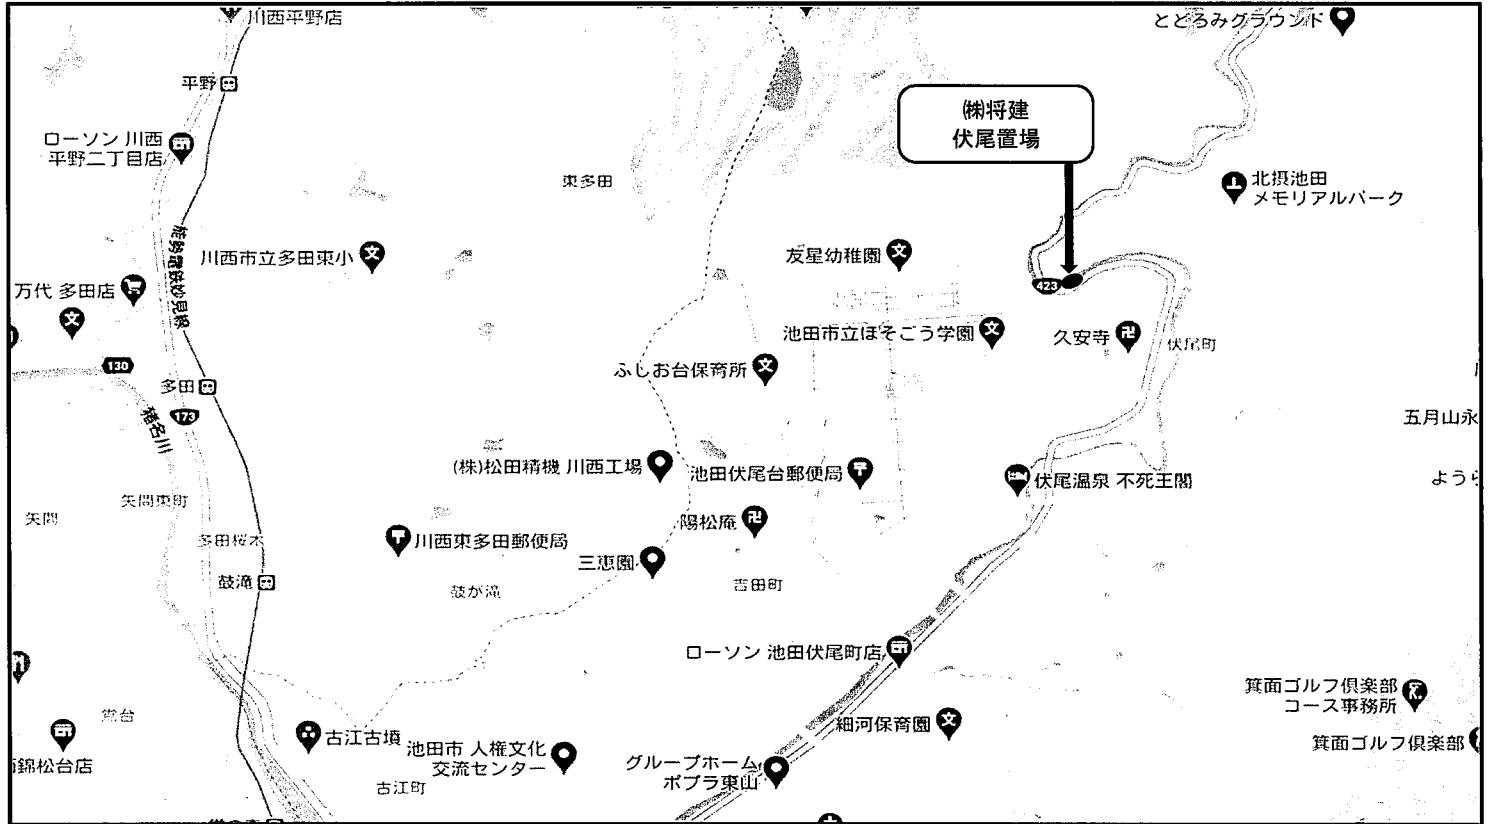 川西平野店
とどろみグラウンド
平野
ローソン 川西
平野二丁目店
㈱将建
伏尾置場
東多田
北摂池田
メモリアルパーク
能勢電鉄妙見線
川西市立多田東小
友星幼稚園
万代 多田店
423
池田市立ほそごう学園
久安寺
伏尾町
130
ふしお台保育所
多田
173
猪名川
五月山永
(株)松田精機 川西工場
池田伏尾台郵便局
伏尾温泉 不死王閣
ようら
矢問東町
矢問
陽松庵
多田桜木
川西東多田郵便局
三恵園
鼓滝
鼓が滝
吉田町
ローソン 池田伏尾町店
箕面ゴルフ倶楽部
コース事務所
鶯台
古江古墳
細河保育園
箕面ゴルフ倶楽部
錦松台店
池田市 人権文化
交流センター
グループホーム
ポプラ東山
古江町